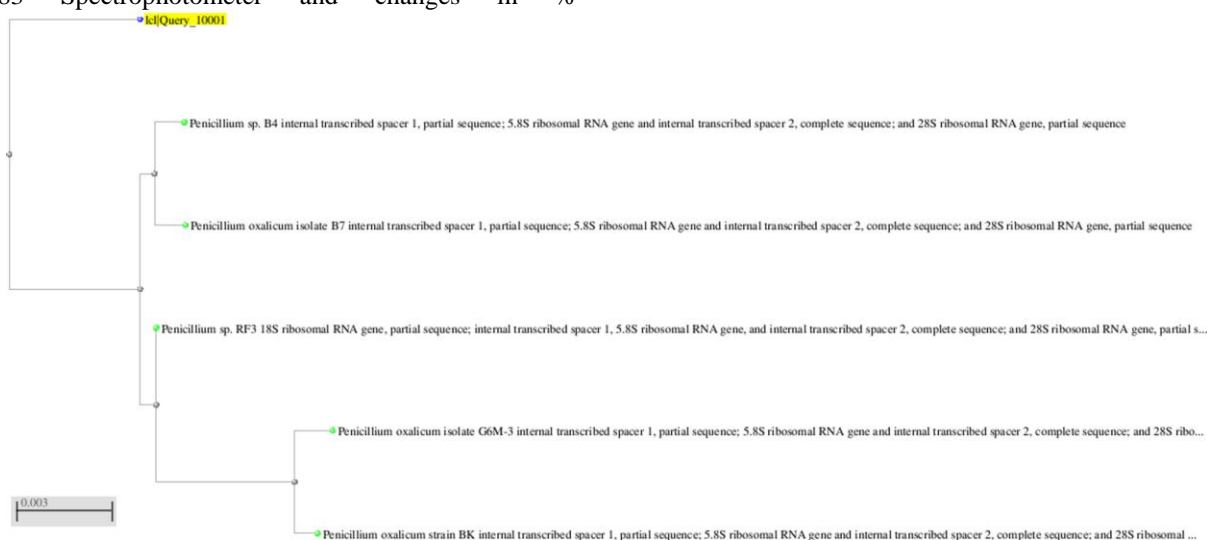 Spectrophotometer and changes in %
lcl|Query_10001
Penicillium sp. B4 internal transcribed spacer 1, partial sequence; 5.8S ribosomal RNA gene and internal transcribed spacer 2, complete sequence; and 28S ribosomal RNA gene, partial sequence
Penicillium oxalicum isolate B7 internal transcribed spacer 1, partial sequence; 5.8S ribosomal RNA gene and internal transcribed spacer 2, complete sequence; and 28S ribosomal RNA gene, partial sequence
Penicillium sp. RF3 18S ribosomal RNA gene, partial sequence; internal transcribed spacer 1, 5.8S ribosomal RNA gene, and internal transcribed spacer 2, complete sequence; and 28S ribosomal RNA gene, partial s...
Penicillium oxalicum isolate G6M-3 internal transcribed spacer 1, partial sequence; 5.8S ribosomal RNA gene and internal transcribed spacer 2, complete sequence; and 28S ribo...
0.003
Penicillium oxalicum strain BK internal transcribed spacer 1, partial sequence; 5.8S ribosomal RNA gene and internal transcribed spacer 2, complete sequence; and 28S ribosomal ...